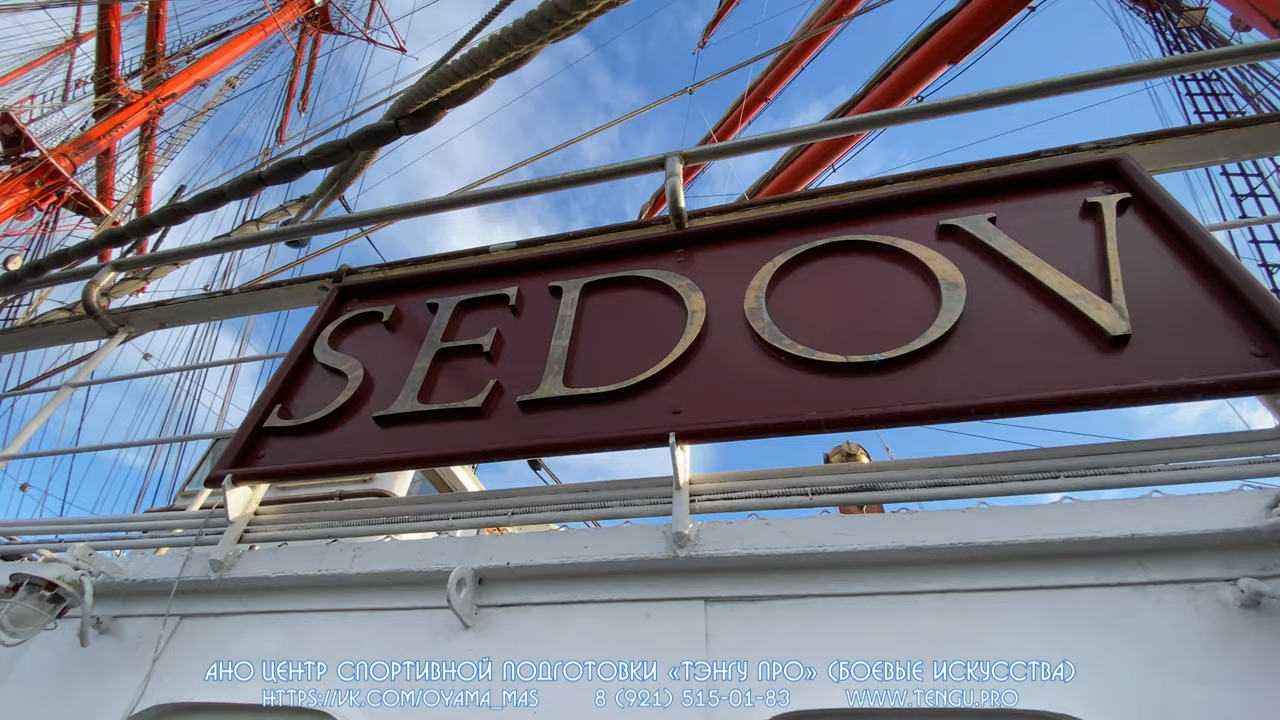 SEDOV
АНО ЦЕНТР СПОРТИВНОЙ ПОДГОТОВКИ «ТЭНГУ ПРО» (БОЕВЫЕ ИСКУССТВА)
HTTPS://VK.COM/OYAMA_MAS 8 (921) 515-01-83 WWW.TENGU.PRO